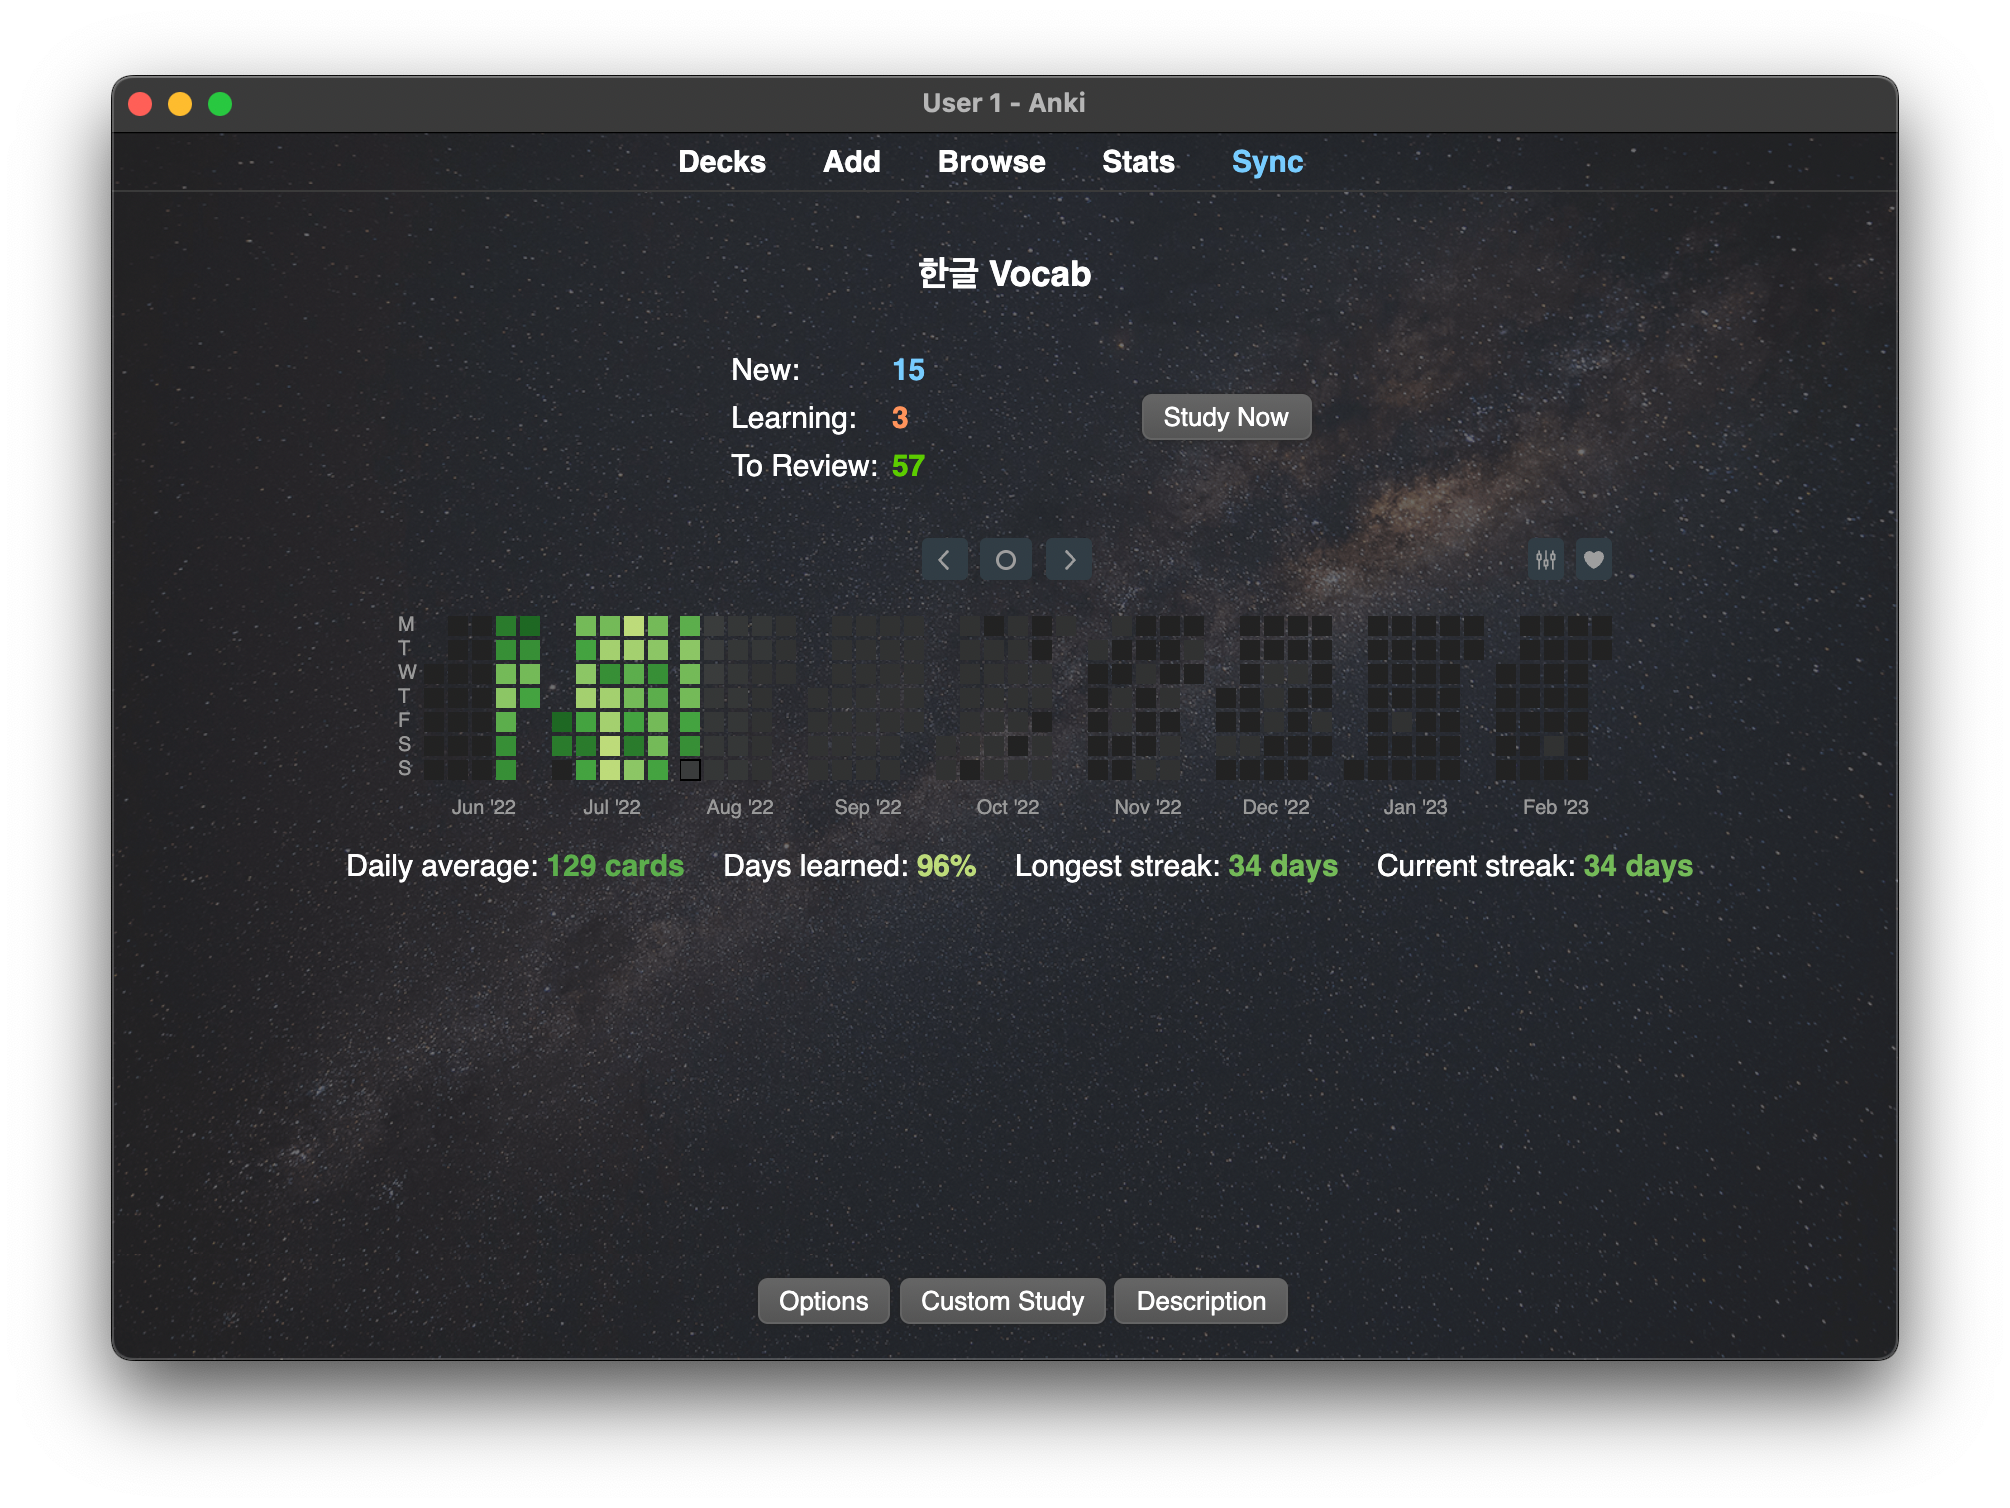 User 1 - Anki
Decks Add Browse Stats Sync
한글 Vocab
New: 15
Learning: 3
To Review: 57
Study Now
M
T
W
T
F
S
S
Jun '22 Jul '22 Aug '22 Sep '22 Oct '22 Nov '22 Dec '22 Jan '23 Feb '23
Daily average: 129 cards Days learned: 96% Longest streak: 34 days Current streak: 34 days
Options Custom Study Description